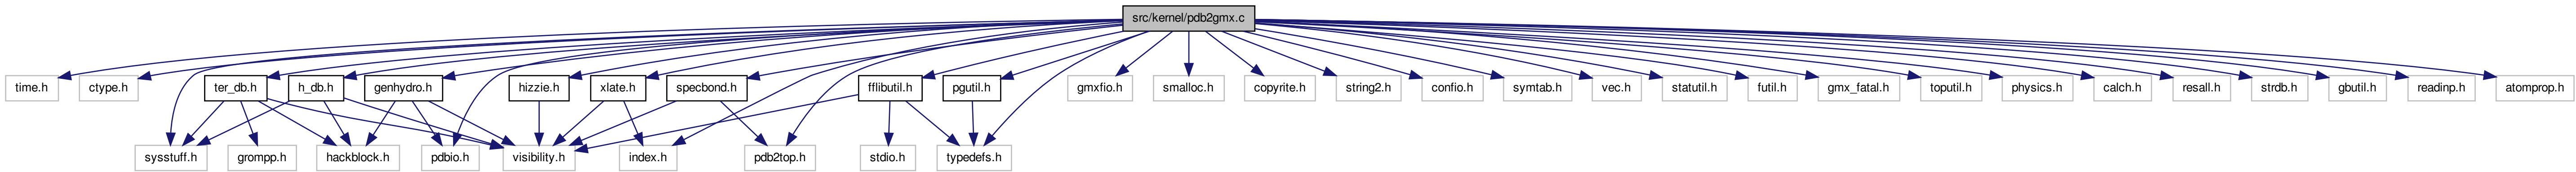 src/kernel/pdb2gmx.c
time.h
ctype.h
ter_db.h
h_db.h
genhydro.h
hizzie.h
xlate.h
specbond.h
fflibutil.h
pgutil.h
gmxfio.h
smalloc.h
copyrite.h
string2.h
confio.h
symtab.h
vec.h
statutil.h
futil.h
gmx_fatal.h
toputil.h
physics.h
calch.h
resall.h
strdb.h
gbutil.h
readinp.h
atomprop.h
sysstuff.h
grompp.h
hackblock.h
pdbio.h
visibility.h
index.h
pdb2top.h
stdio.h
typedefs.h